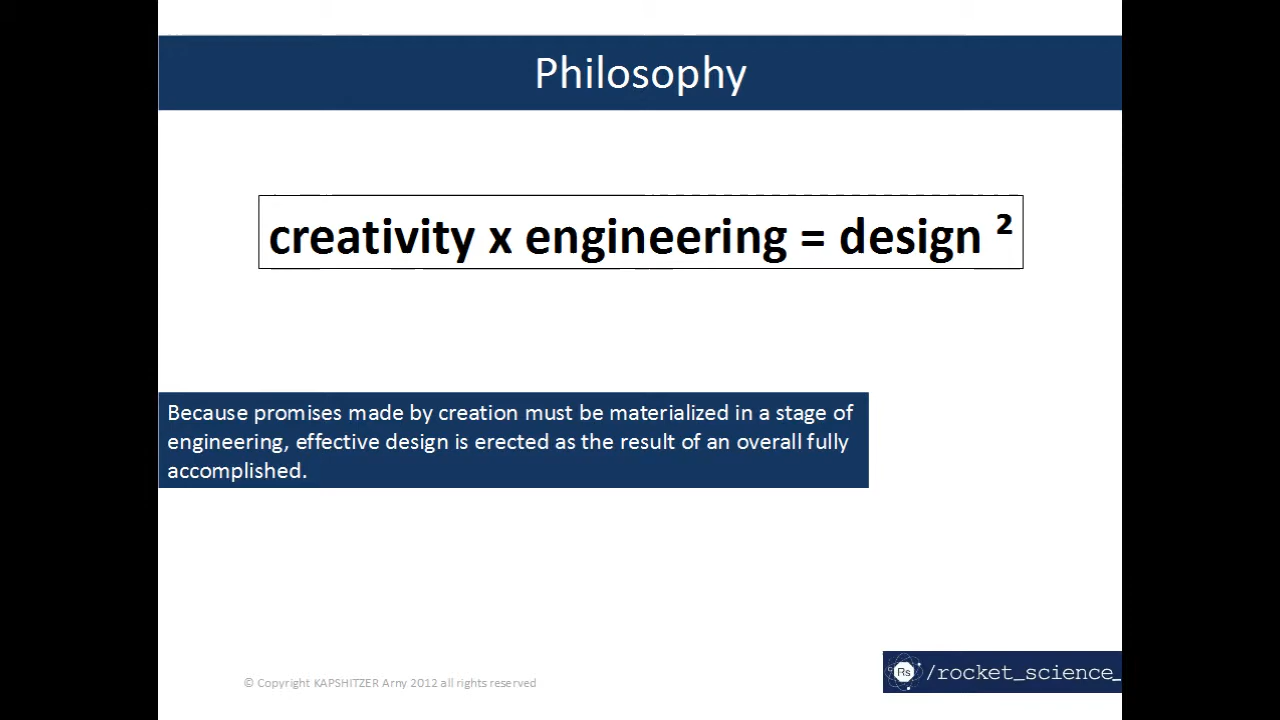 Philosophy
creativity x engineering = design ²
Because promises made by creation must be materialized in a stage of
engineering, effective design is erected as the result of an overall fully
accomplished.
© Copyright KAPSHITZER Arny 2012 all rights reserved
Rs /rocket_science_